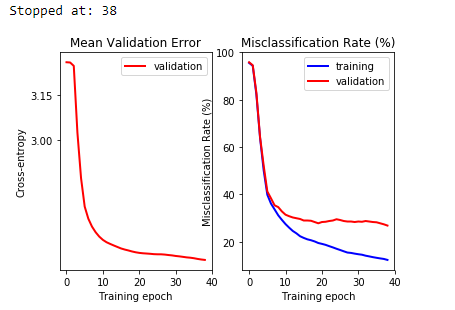 Stopped at: 38
Mean Validation Error
Misclassification Rate (%)
validation
training
validation
Cross-entropy
3.15
3.00
0 10 20 30 40
Training epoch
Misclassification Rate (%)
100
80
60
40
20
0 10 20 30 40
Training epoch